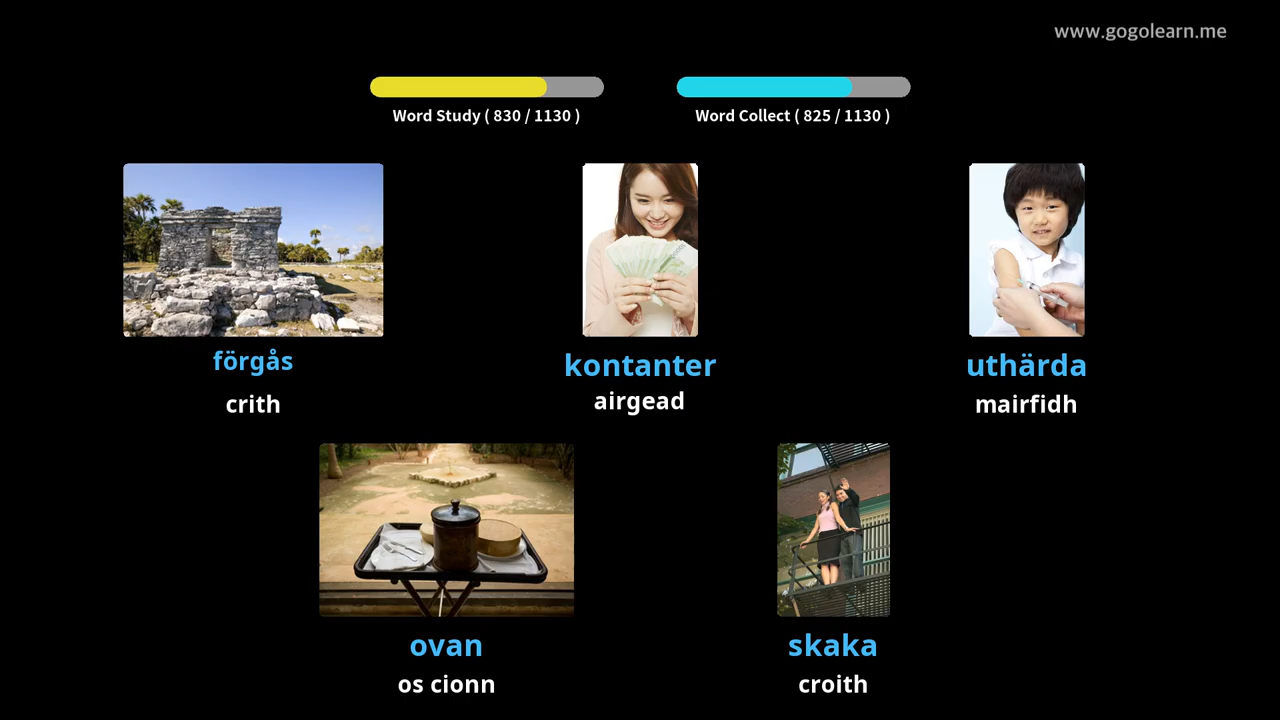 www.gogolearn.me
Word Study ( 830 / 1130 )
Word Collect ( 825 / 1130 )
förgås
crith
kontanter
airgead
uthärda
mairfidh
ovan
os cionn
skaka
croith